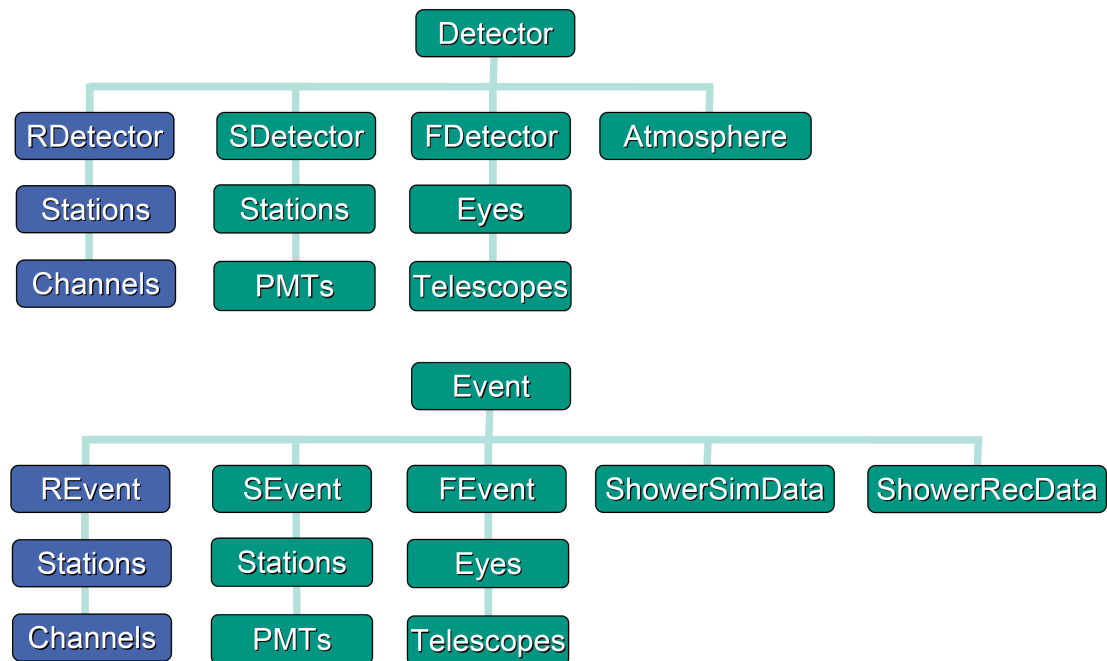 Detector
RDetector
SDetector
FDetector
Atmosphere
Stations
Stations
Eyes
Channels
PMTs
Telescopes
Event
REvent
SEvent
FEvent
ShowerSimData
ShowerRecData
Stations
Stations
Eyes
Channels
PMTs
Telescopes